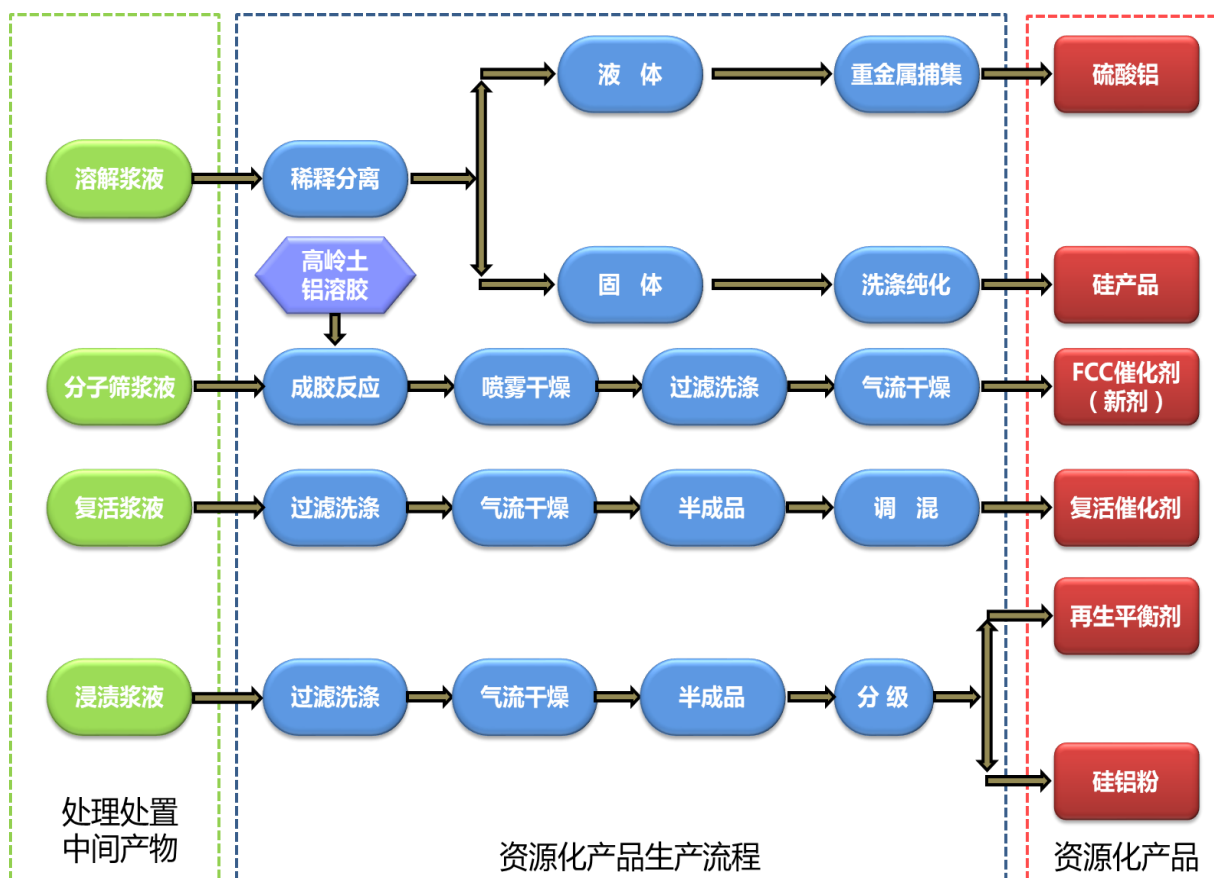 液 体
重金属捕集
硫酸铝
溶解浆液
稀释分离
高岭土
铝溶胶
固 体
洗涤纯化
硅产品
分子筛浆液
成胶反应
喷雾干燥
过滤洗涤
气流干燥
FCC催化剂
（新剂）
复活浆液
过滤洗涤
气流干燥
半成品
调 混
复活催化剂
再生平衡剂
浸渍浆液
过滤洗涤
气流干燥
半成品
分 级
硅铝粉
处理处置
中间产物
资源化产品生产流程
资源化产品